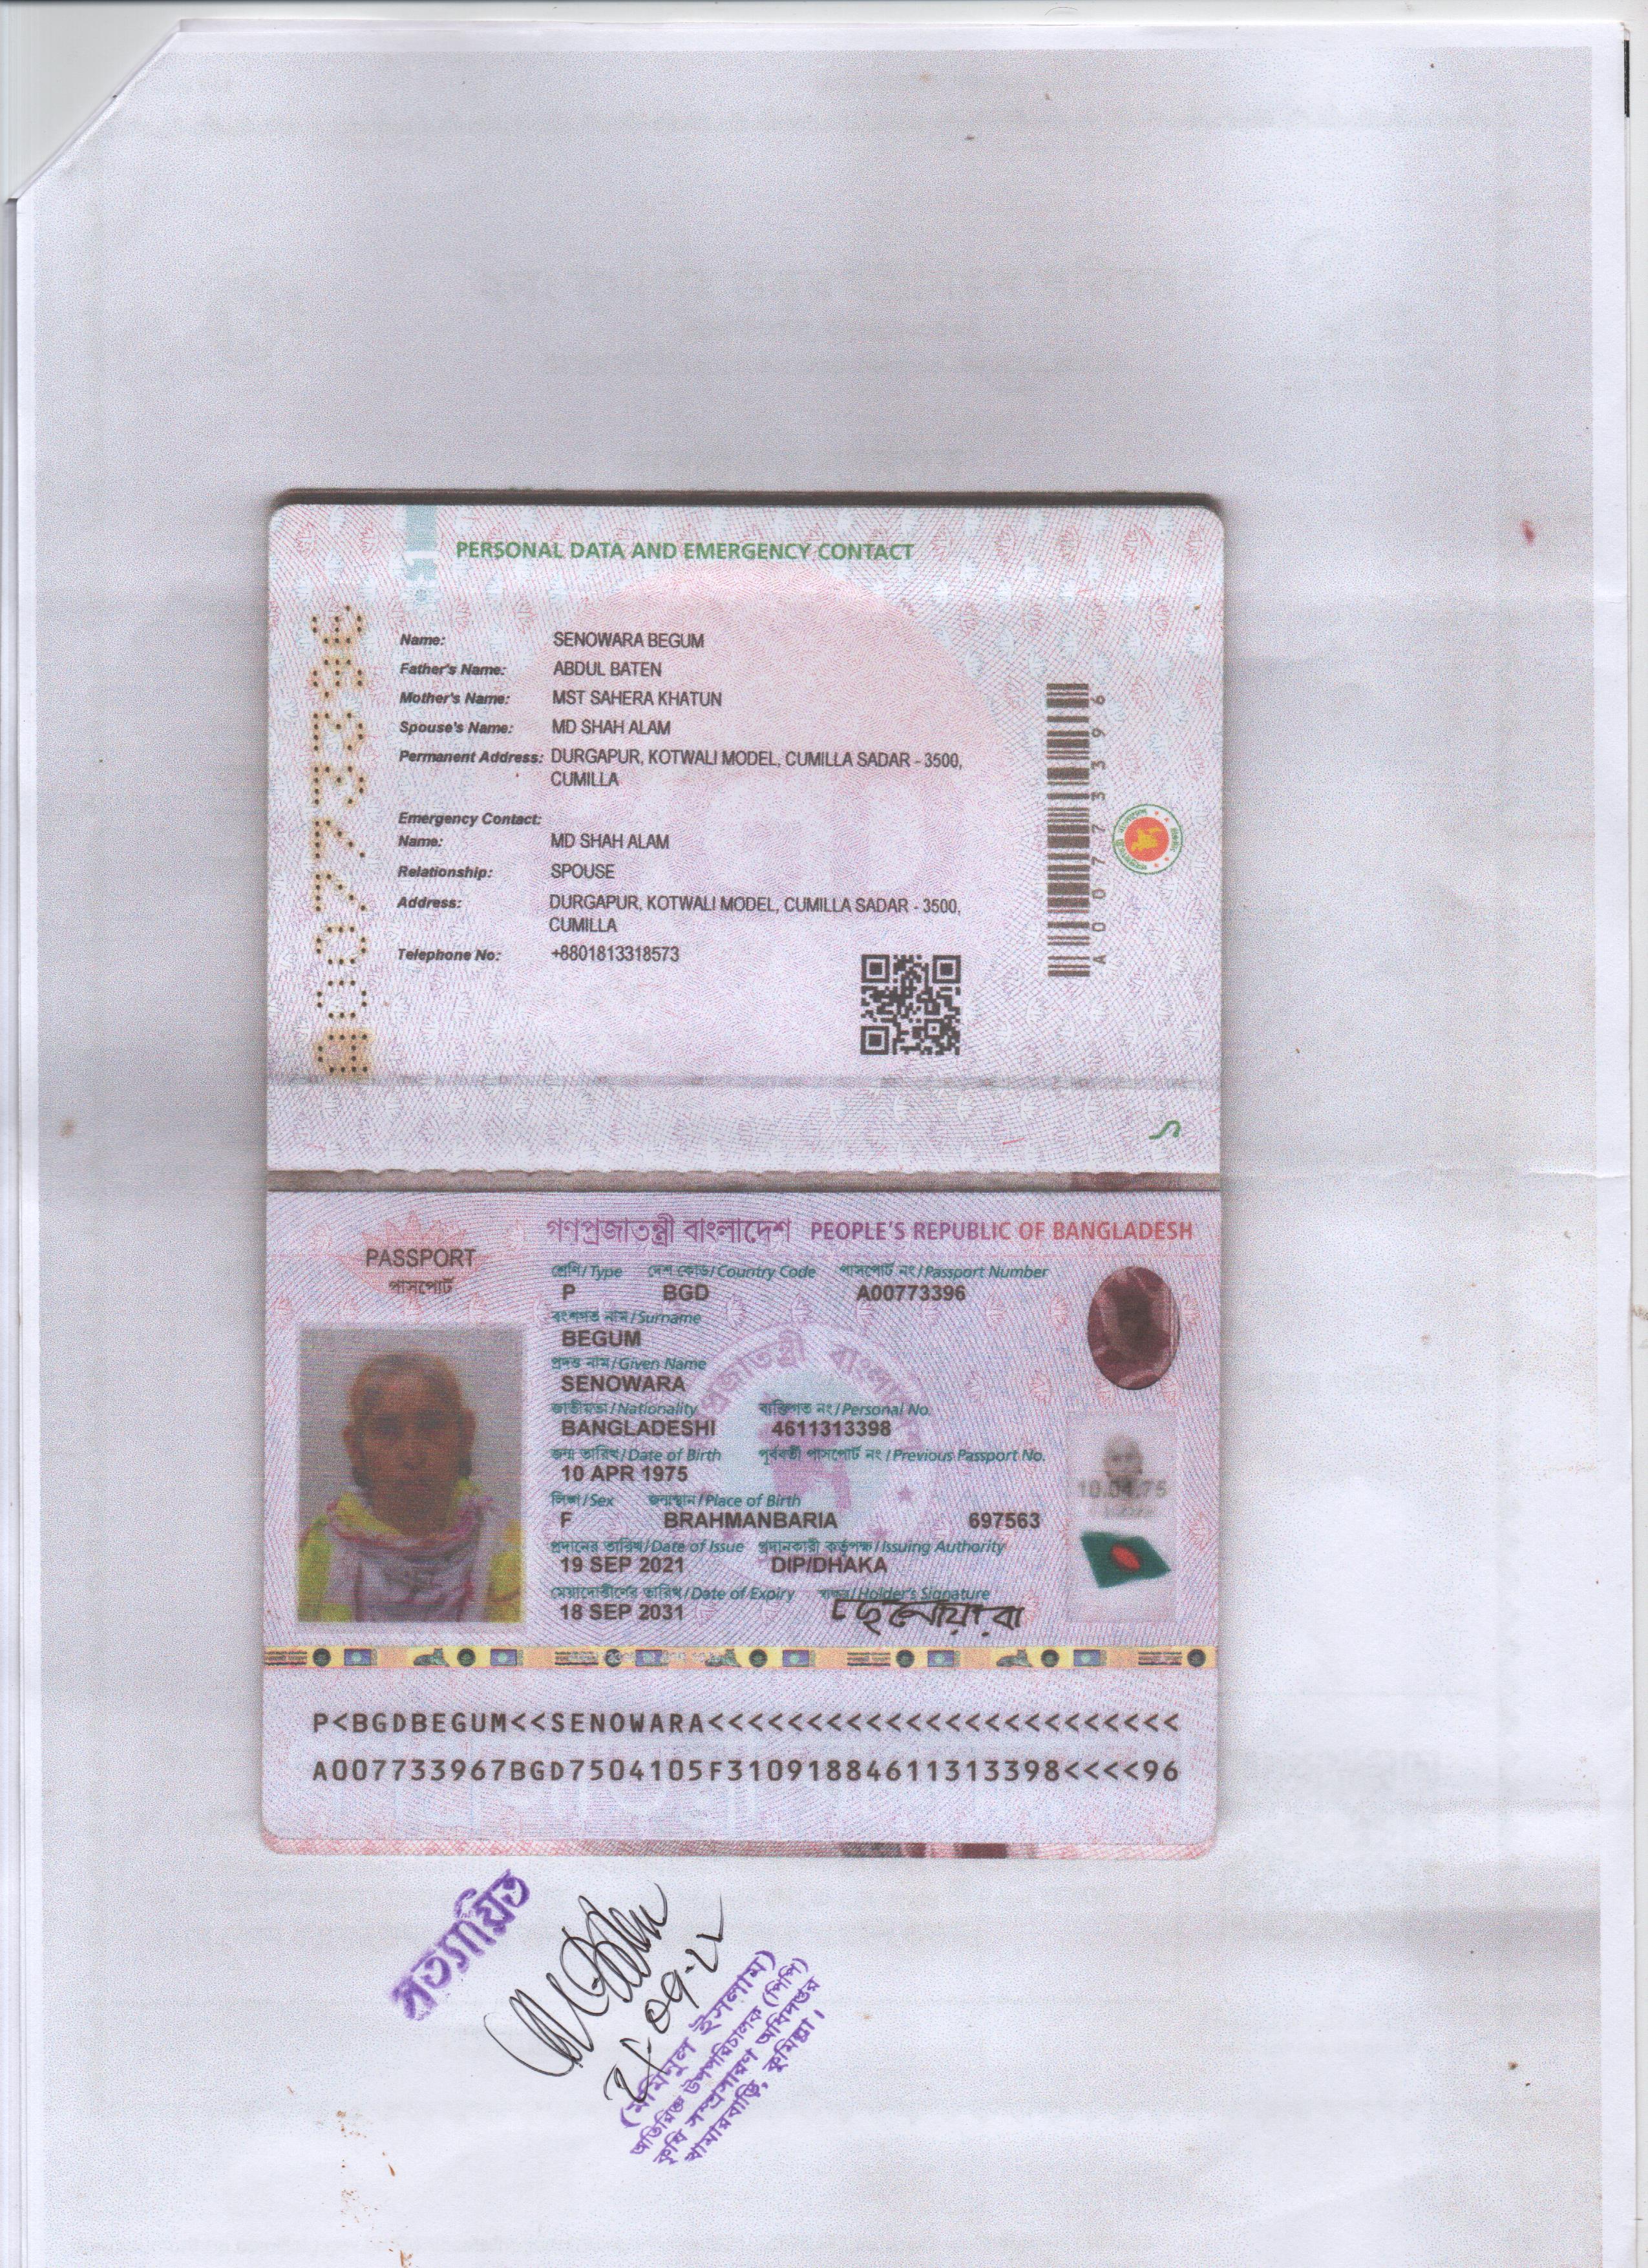 PERSONAL DATA AND EMERGENCY CONTACT
Name: SENOWARA BEGUM
Father's Name: ABDUL BATEN
Mother's Name: MST SAHERA KHATUN
Spouse's Name: MD SHAH ALAM
Permanent Address: DURGAPUR, KOTWALI MODEL, CUMILLA SADAR - 3500,
CUMILLA
Emergency Contact:
Name: MD SHAH ALAM
Relationship: SPOUSE
Address: DURGAPUR, KOTWALI MODEL, CUMILLA SADAR - 3500,
CUMILLA
Telephone No: +8801813318573
A00773396
গণপ্রজাতন্ত্রী বাংলাদেশ PEOPLE'S REPUBLIC OF BANGLADESH
PASSPORT
পাসপোর্ট
শ্রেণি/Type দেশ কোড/Country Code পাসপোর্ট নং/Passport Number
P BGD A00773396
বংশগত নাম/Surname
BEGUM
প্রদত্ত নাম/Given Name
SENOWARA
জাতীয়তা/Nationality ব্যক্তিগত নং/Personal No.
BANGLADESHI 4611313398
জন্ম তারিখ/Date of Birth পূর্ববর্তী পাসপোর্ট নং/Previous Passport No.
10 APR 1975
10.04.75
লিঙ্গ/Sex জন্মস্থান/Place of Birth
F BRAHMANBARIA 697563
প্রদানের তারিখ/Date of Issue প্রদানকারী কর্তৃপক্ষ/Issuing Authority
19 SEP 2021 DIP/DHAKA
মেয়াদোত্তীর্ণের তারিখ/Date of Expiry স্বাক্ষর/Holder's Signature
18 SEP 2031 ছেনোয়ারা
P<BGDBEGUM<<SENOWARA<<<<<<<<<<<<<<<<<<<<<<<<
A007733967BGD7504105F31091884611313398<<<<96
সত্যায়িত
(মমিনুল ইসলাম)
অতিরিক্ত উপপরিচালক (পিপি)
কৃষি সম্প্রসারণ অধিদপ্তর
খামারবাড়ি, কুমিল্লা।